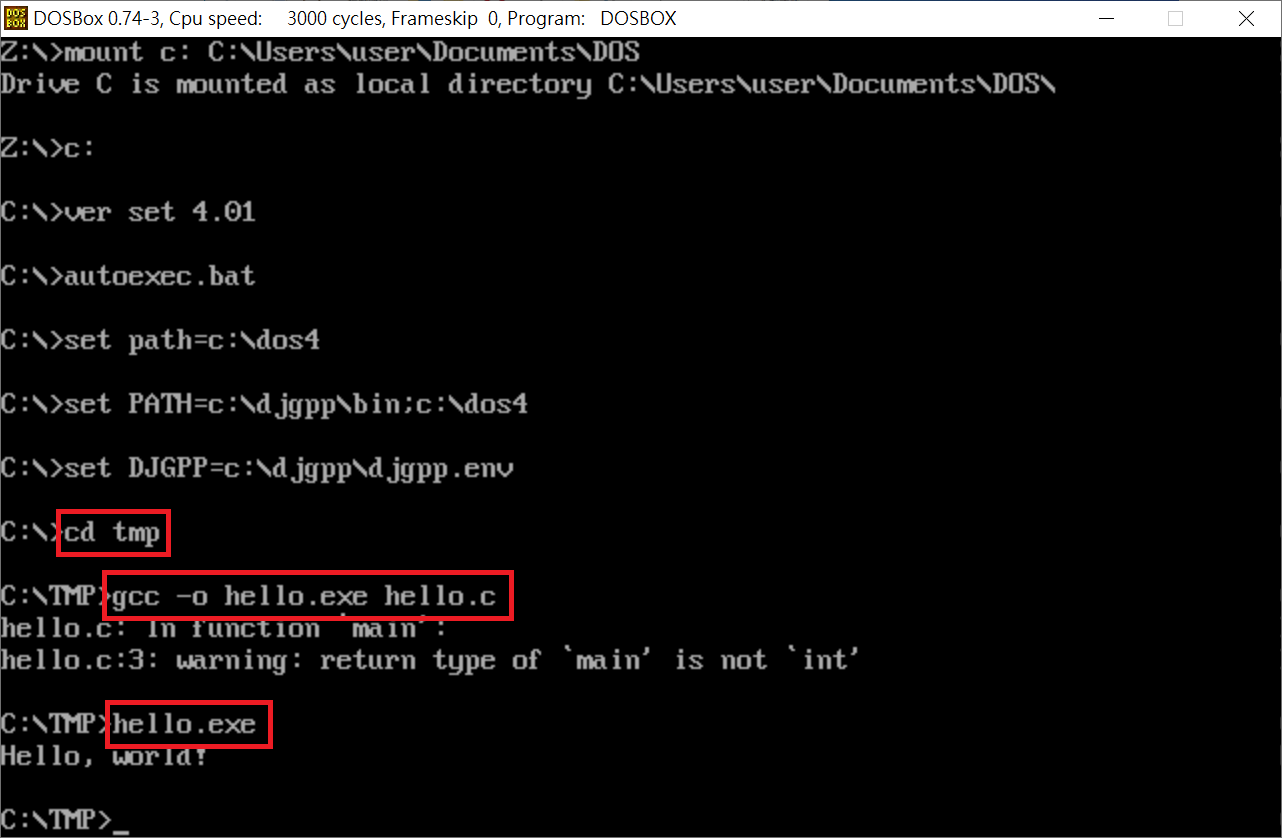 DOS BOX
DOSBox 0.74-3, Cpu speed: 3000 cycles, Frameskip 0, Program: DOSBOX
Z:\>mount c: C:\Users\user\Documents\DOS
Drive C is mounted as local directory C:\Users\user\Documents\DOS\
Z:\>c:
C:\>ver set 4.01
C:\>autoexec.bat
C:\>set path=c:\dos4
C:\>set PATH=c:\djgpp\bin;c:\dos4
C:\>set DJGPP=c:\djgpp\djgpp.env
C:\>cd tmp
C:\TMP>gcc -o hello.exe hello.c
hello.c: In function `main':
hello.c:3: warning: return type of `main' is not `int'
C:\TMP>hello.exe
Hello, world!
C:\TMP>_